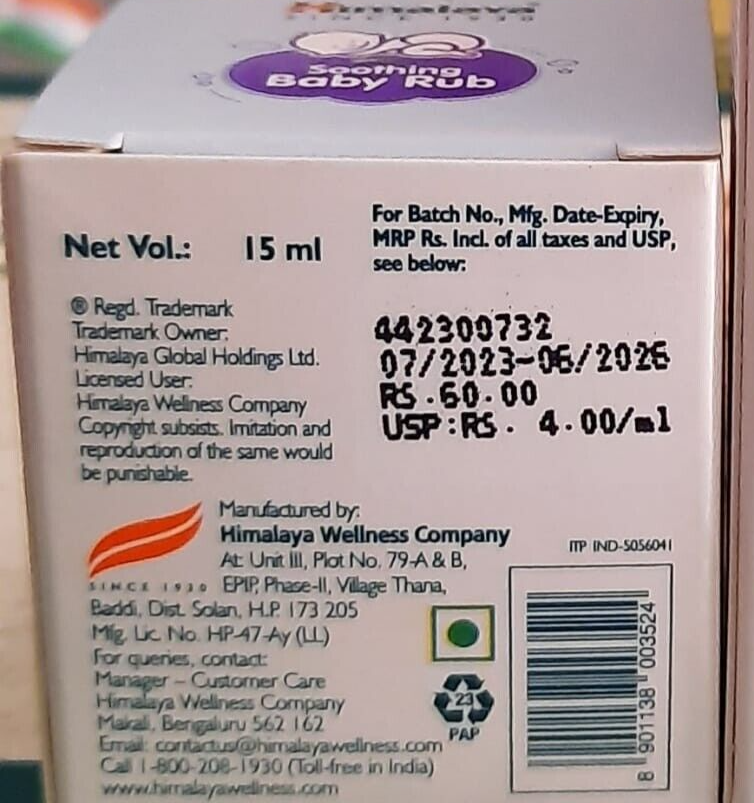 Himalaya
SINCE 1930
Soothing
Baby Rub
Net Vol.: 15 ml
For Batch No., Mfg. Date-Expiry,
MRP Rs. Incl. of all taxes and USP,
see below:
442300732
07/2023-06/2026
RS.60.00
USP:RS. 4.00/ml
® Regd. Trademark
Trademark Owner:
Himalaya Global Holdings Ltd.
Licensed User:
Himalaya Wellness Company
Copyright subsists. Imitation and
reproduction of the same would
be punishable.
SINCE 1930
Manufactured by:
Himalaya Wellness Company
At: Unit III, Plot No. 79-A & B,
EPIP, Phase-II, Village Thana,
Baddi, Dist. Solan, H.P. 173 205
Mfg. Lic. No. HP-47-Ay (LL)
For queries, contact:
Manager – Customer Care
Himalaya Wellness Company
Makali, Bengaluru 562 162
Email: contactus@himalayawellness.com
Call 1-800-208-1930 (Toll-free in India)
www.himalayawellness.com
23
PAP
ITP IND-5056041
8 901138 003524